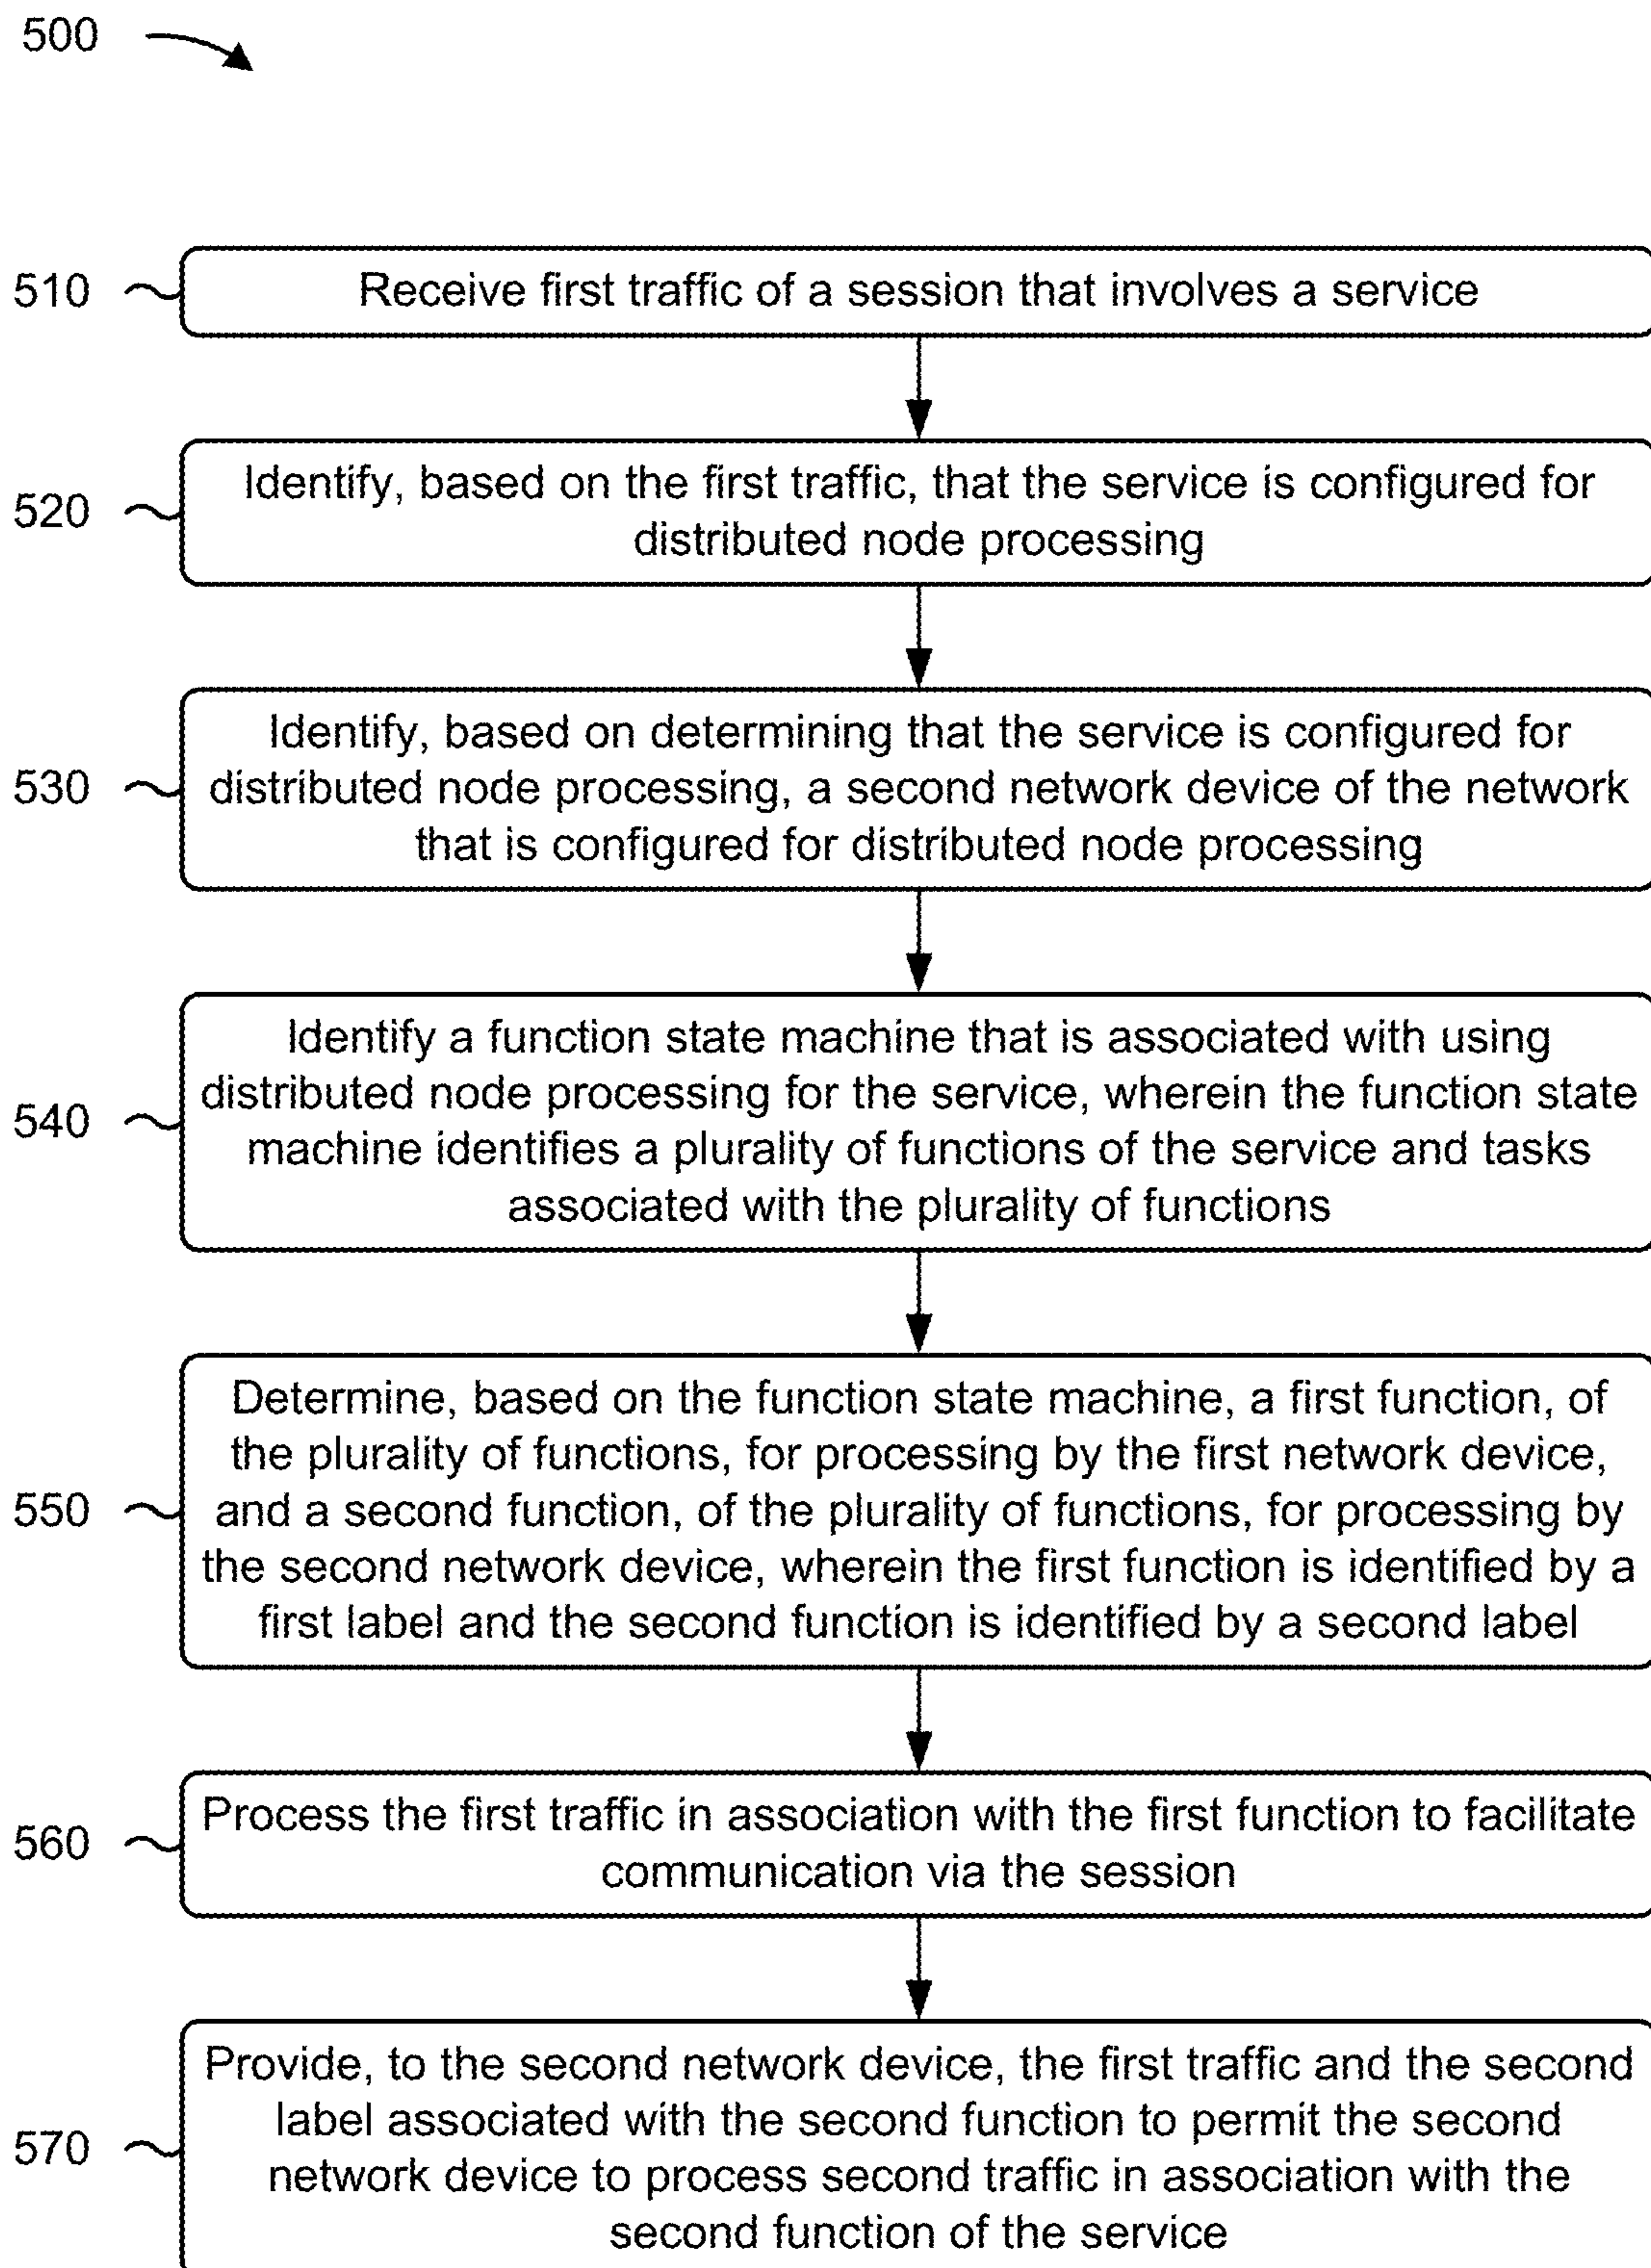 500
510
Receive first traffic of a session that involves a service
520
Identify, based on the first traffic, that the service is configured for
distributed node processing
530
Identify, based on determining that the service is configured for
distributed node processing, a second network device of the network
that is configured for distributed node processing
540
Identify a function state machine that is associated with using
distributed node processing for the service, wherein the function state
machine identifies a plurality of functions of the service and tasks
associated with the plurality of functions
550
Determine, based on the function state machine, a first function, of
the plurality of functions, for processing by the first network device,
and a second function, of the plurality of functions, for processing by
the second network device, wherein the first function is identified by a
first label and the second function is identified by a second label
560
Process the first traffic in association with the first function to facilitate
communication via the session
570
Provide, to the second network device, the first traffic and the second
label associated with the second function to permit the second
network device to process second traffic in association with the
second function of the service